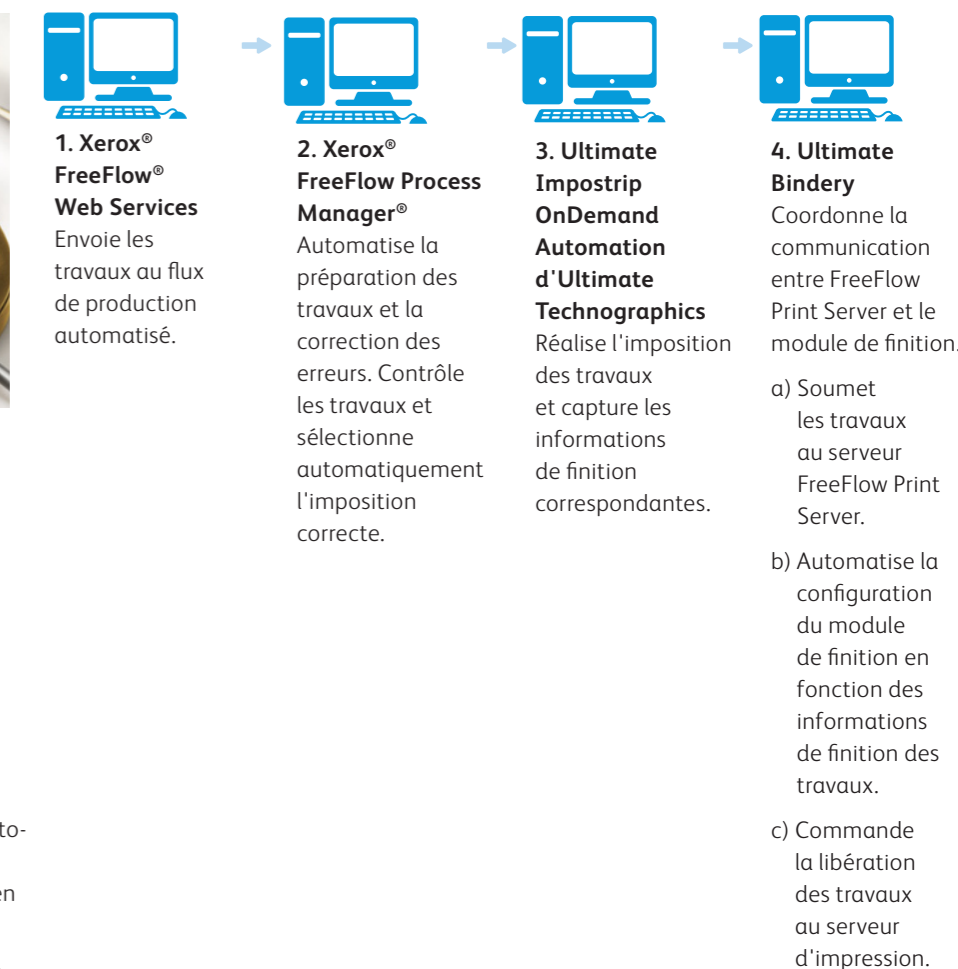 1. Xerox®
FreeFlow®
Web Services
Envoie les
travaux au flux
de production
automatisé.
2. Xerox®
FreeFlow Process
Manager®
Automatise la
préparation des
travaux et la
correction des
erreurs. Contrôle
les travaux et
sélectionne
automatiquement
l'imposition
correcte.
3. Ultimate
Impostrip
OnDemand
Automation
d'Ultimate
Technographics
Réalise l'imposition
des travaux
et capture les
informations
de finition
correspondantes.
4. Ultimate
Bindery
Coordonne la
communication
entre FreeFlow
Print Server et le
module de finition.
a) Soumet
les travaux
au serveur
FreeFlow Print
Server.
b) Automatise la
configuration
du module
de finition en
fonction des
informations
de finition des
travaux.
c) Commande
la libération
des travaux
au serveur
d'impression.
to-
en